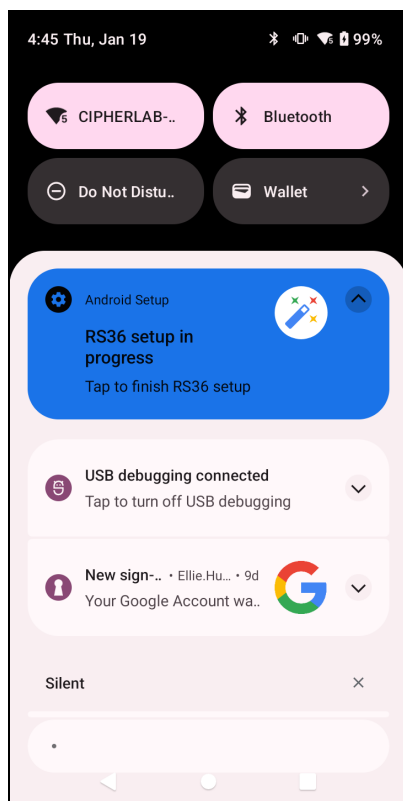 4:45 Thu, Jan 19 99%
CIPHERLAB-.. Bluetooth
Do Not Distu.. Wallet
Android Setup
RS36 setup in
progress
Tap to finish RS36 setup
USB debugging connected
Tap to turn off USB debugging
New sign-.. • Ellie.Hu... • 9d
Your Google Account wa..
Silent